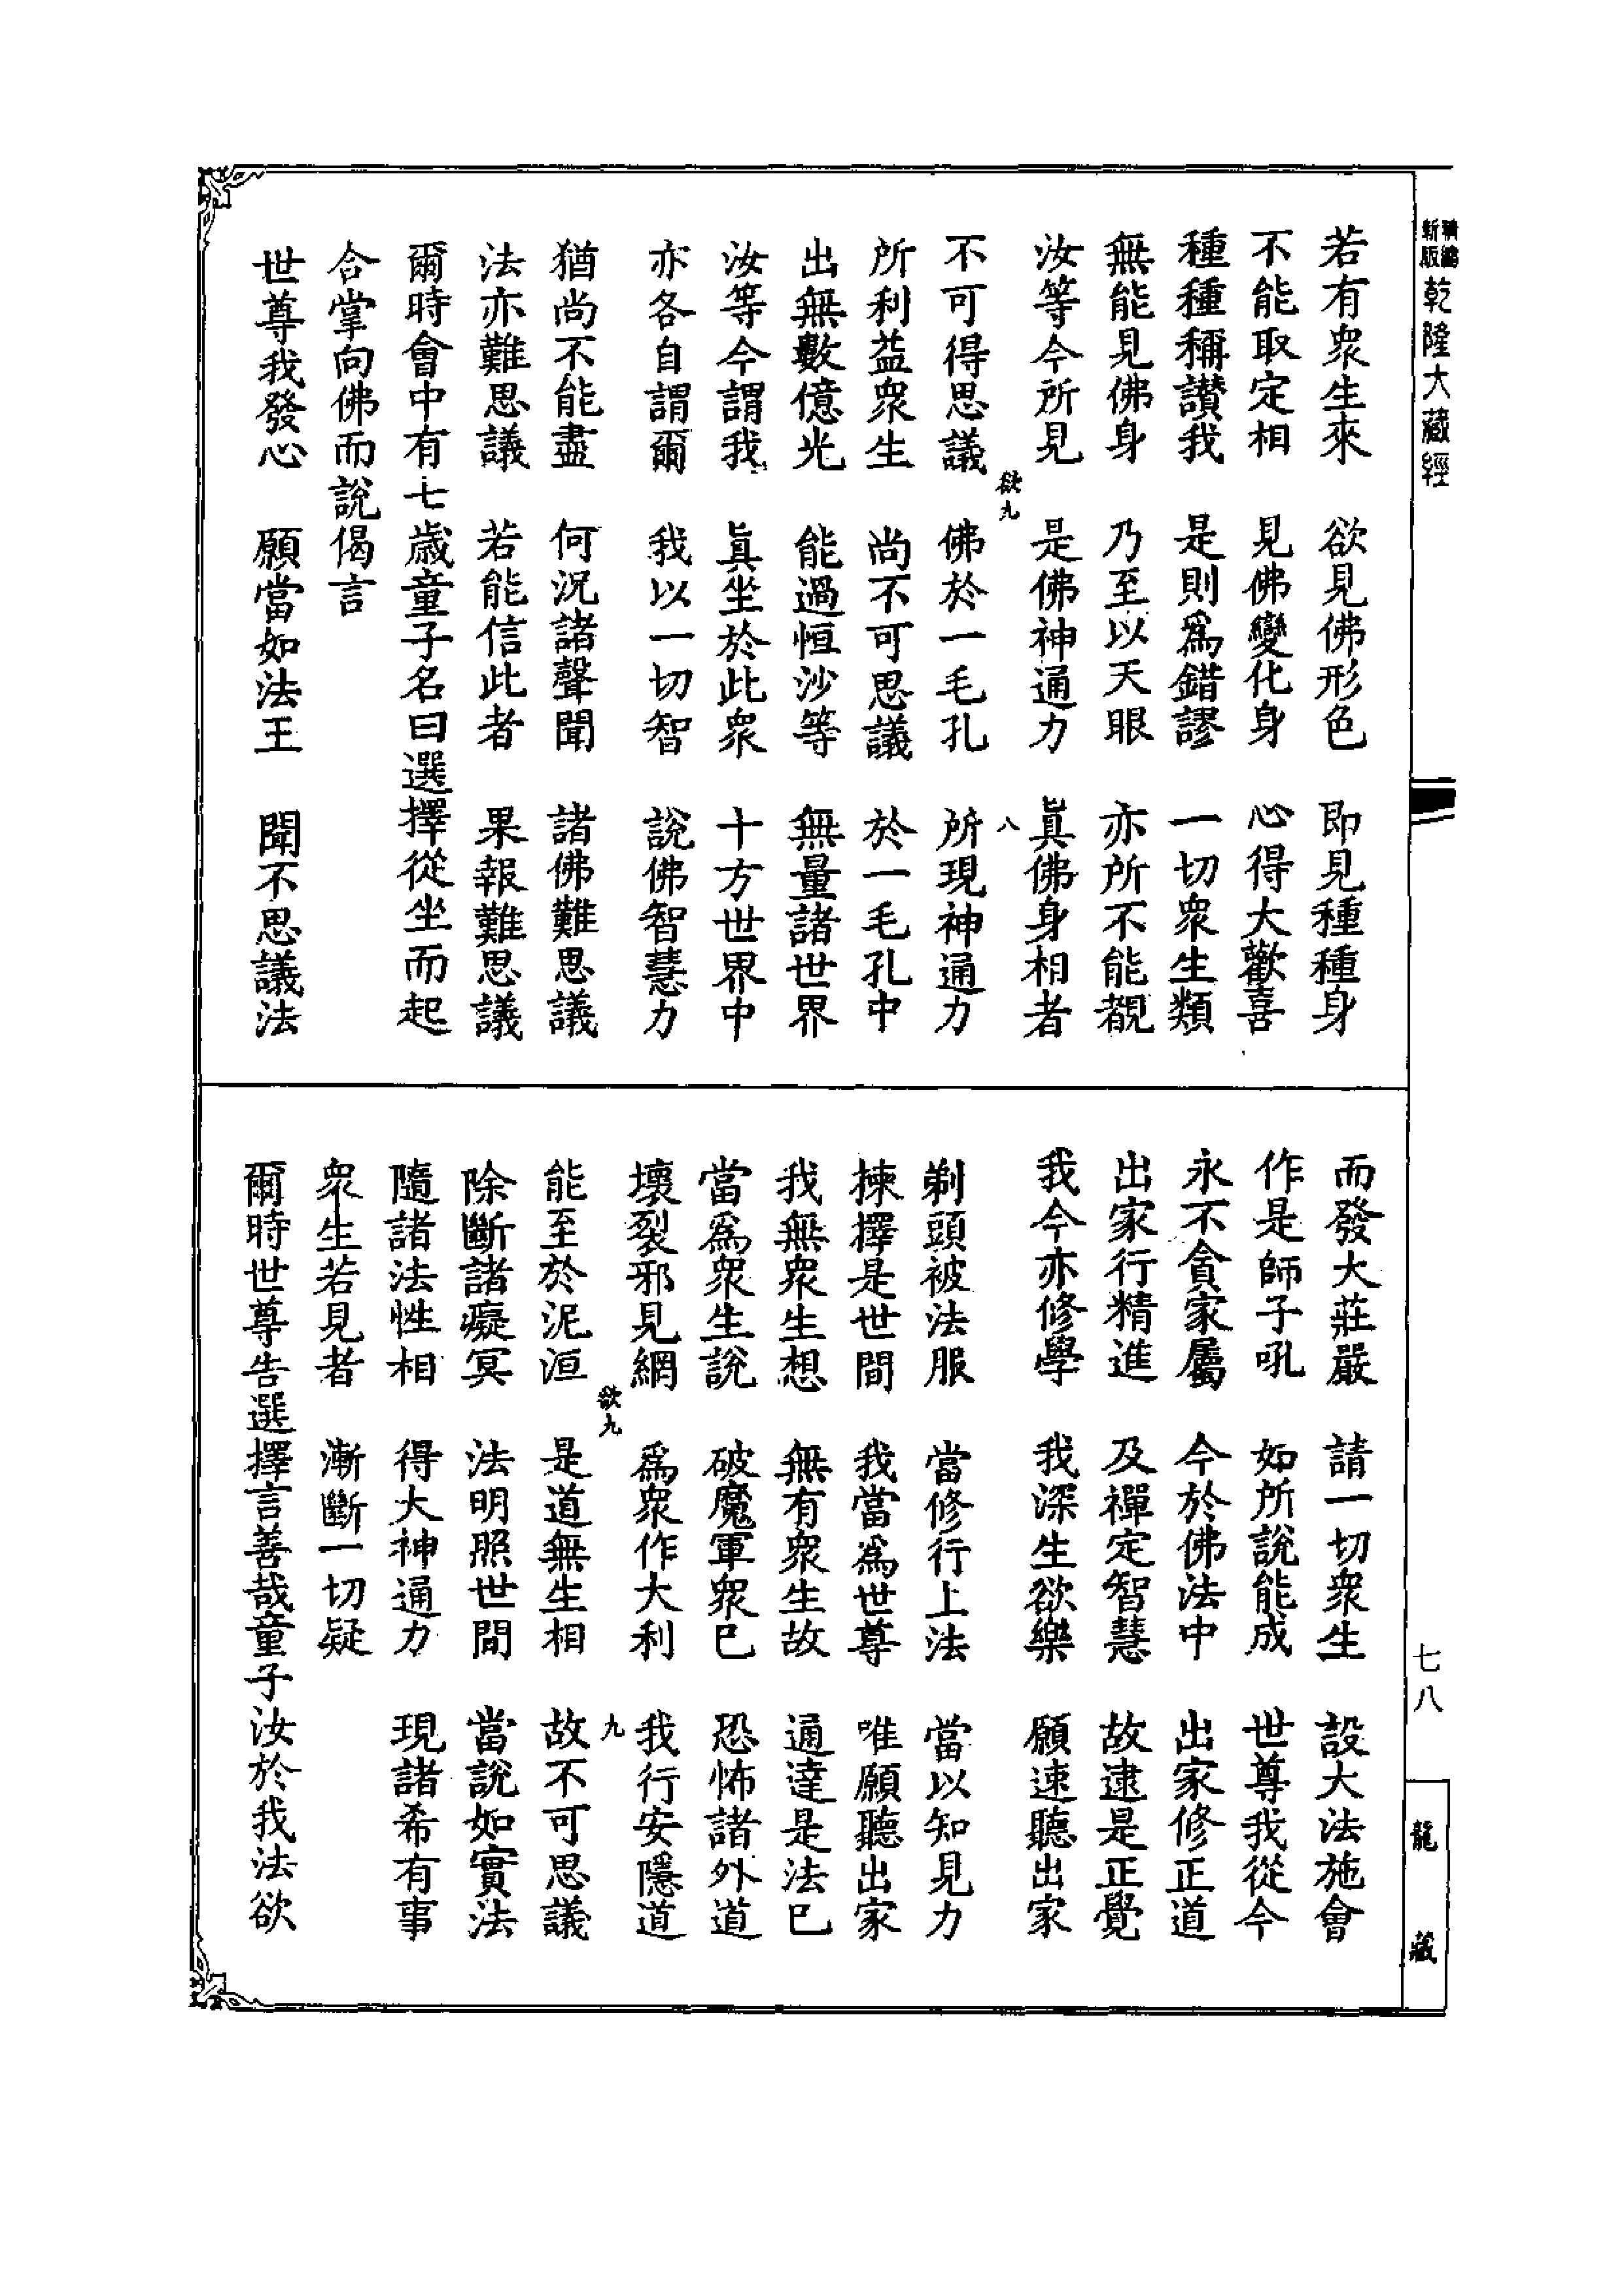 新版精編乾隆大藏經
若有衆生來　欲見佛形色　即見種種身
不能取定相　見佛變化身　心得大歡喜
種種稱讚我　是則爲錯謬　一切衆生類
無能見佛身　乃至以天眼　亦所不能覩
汝等今所見　是佛神通力　眞佛身相者
欲九　八
不可得思議　佛於一毛孔　所現神通力
所利益衆生　尚不可思議　於一毛孔中
出無數億光　能過恒沙等　無量諸世界
汝等今謂我　眞坐於此衆　十方世界中
亦各自謂爾　我以一切智　說佛智慧力
猶尚不能盡　何況諸聲聞　諸佛難思議
法亦難思議　若能信此者　果報難思議
爾時會中有七歲童子名曰選擇從坐而起
合掌向佛而說偈言
世尊我發心　願當如法王　聞不思議法
而發大莊嚴　請一切衆生　設大法施會
作是師子吼　如所說能成　世尊我從今
永不貪家屬　今於佛法中　出家修正道
出家行精進　及禪定智慧　故逮是正覺
我今亦修學　我深生欲樂　願速聽出家
剃頭被法服　當修行上法　當以知見力
揀擇是世間　我當爲世尊　唯願聽出家
我無衆生想　無有衆生故　通達是法已
當爲衆生說　破魔軍衆已　恐怖諸外道
壞裂邪見網　爲衆作大利　我行安隱道
欲九　九
能至於泥洹　是道無生相　故不可思議
除斷諸癡冥　法明照世間　當說如實法
隨諸法性相　得大神通力　現諸希有事
衆生若見者　漸斷一切疑
爾時世尊告選擇言善哉童子汝於我法欲
七八
龍藏